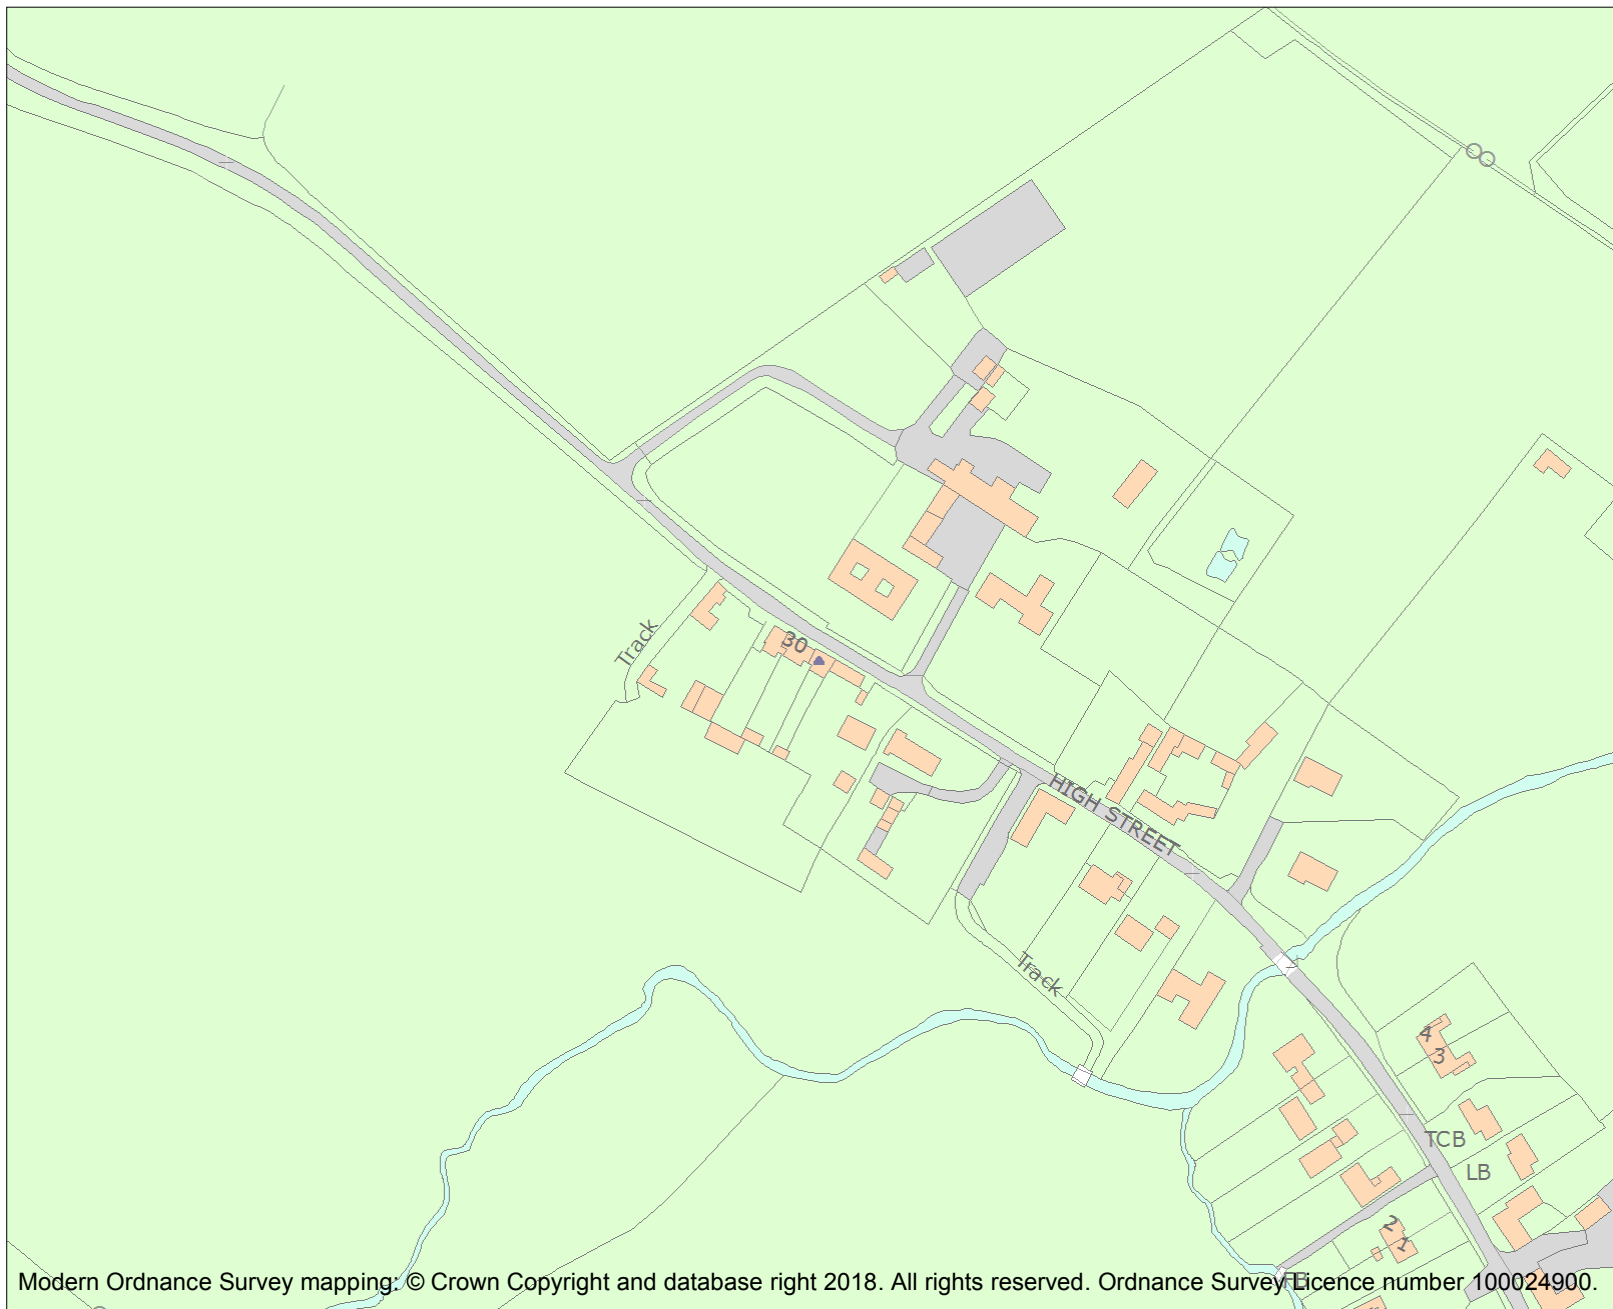 Track
30
HIGH STREET
Track
4
3
TCB
LB
2
1
FB
Modern Ordnance Survey mapping: © Crown Copyright and database right 2018. All rights reserved. Ordnance Survey Licence number 100024900.